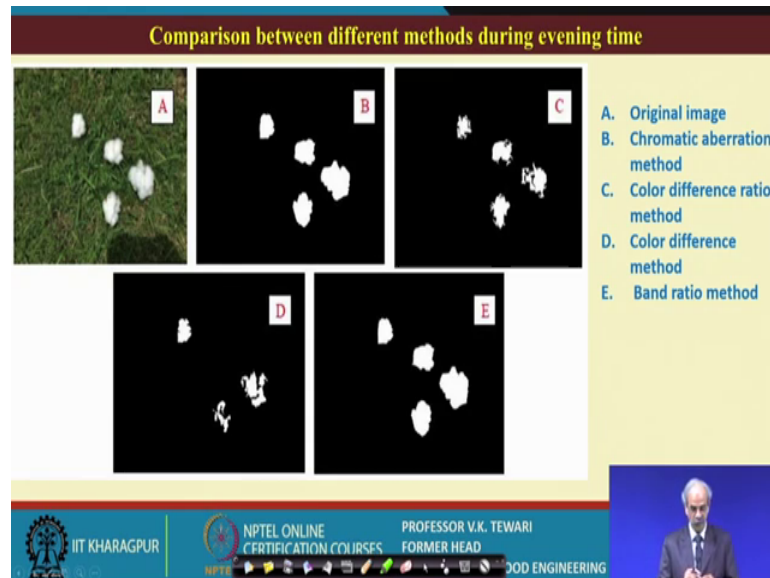 Comparison between different methods during evening time
A
B
C
D
E
A. Original image
B. Chromatic aberration
method
C. Color difference ratio
method
D. Color difference
method
E. Band ratio method
IIT KHARAGPUR
NPTEL ONLINE
CERTIFICATION COURSES
NPTEL
PROFESSOR V.K. TEWARI
FORMER HEAD
OOD ENGINEERING